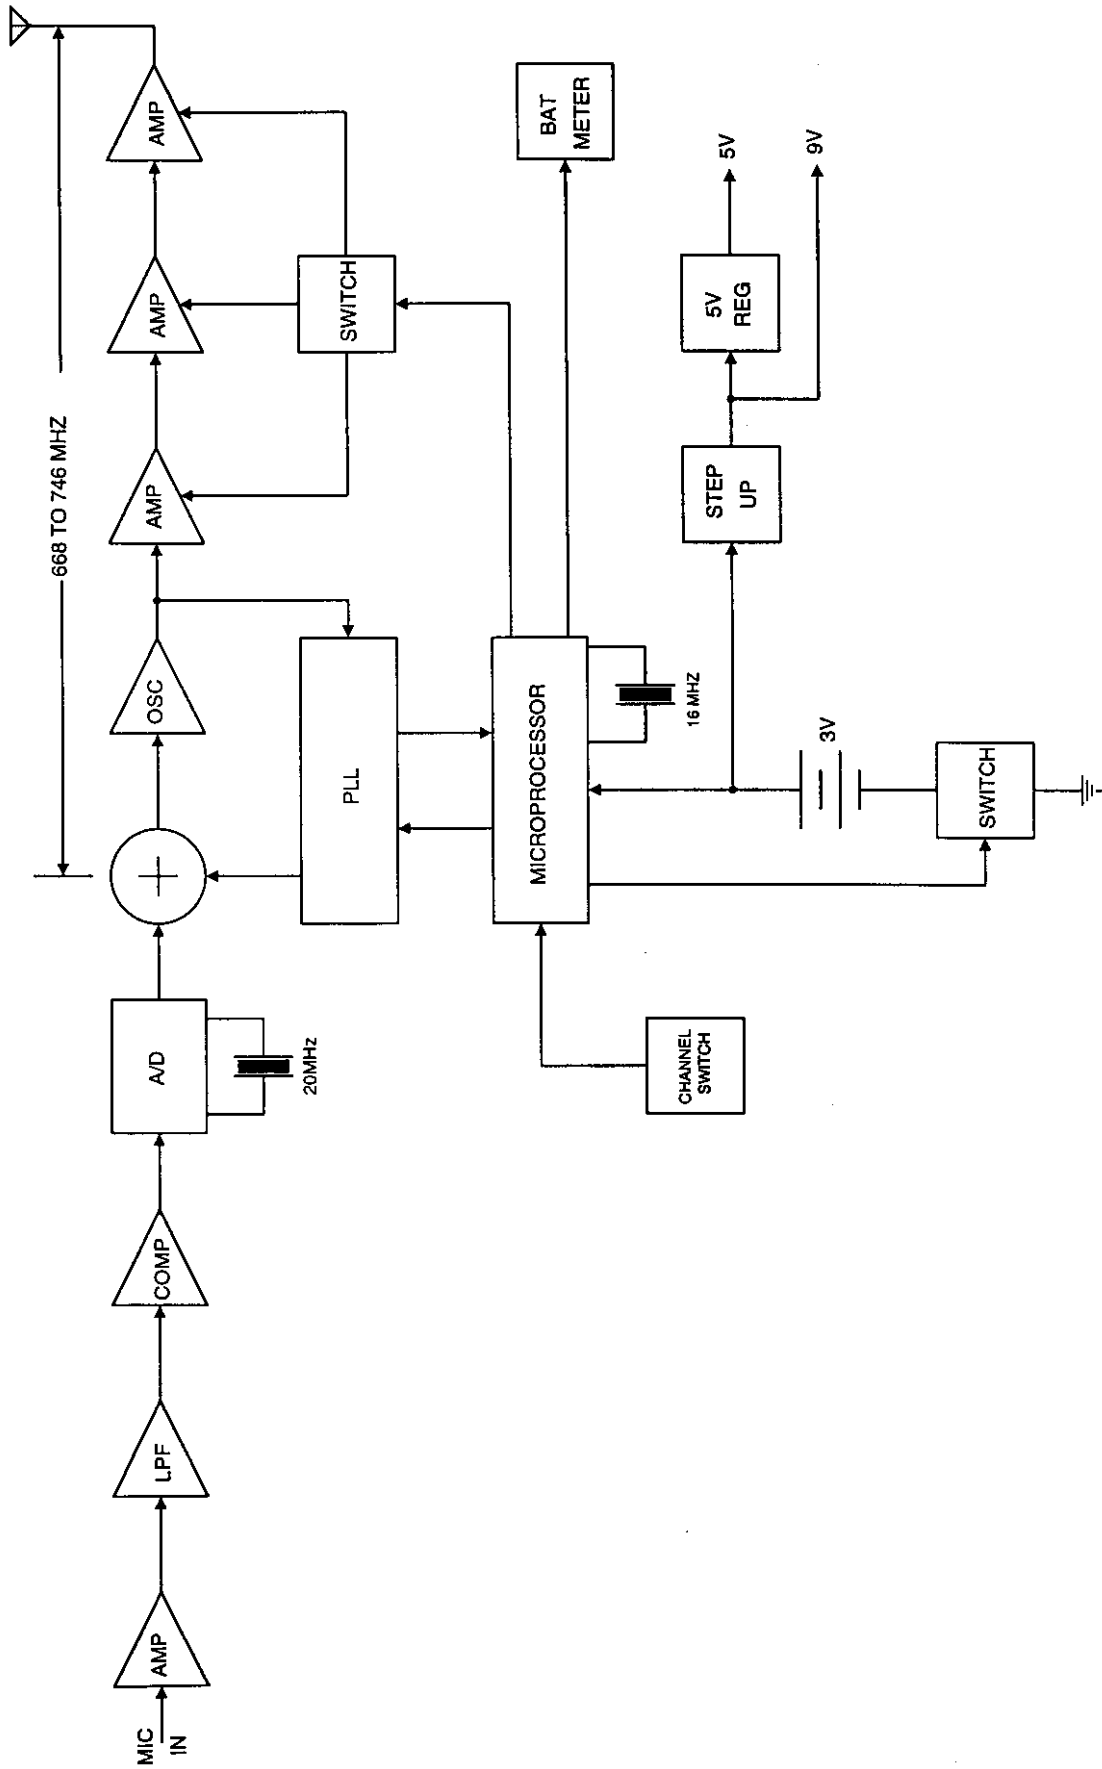 668 TO 746 MHZ
MIC
IN
AMP
LPF
COMP
A/D
20MHz
OSC
AMP
AMP
AMP
PLL
SWITCH
CHANNEL
SWITCH
MICROPROCESSOR
16 MHZ
BAT
METER
3V
SWITCH
STEP
UP
5V
REG
5V
9V